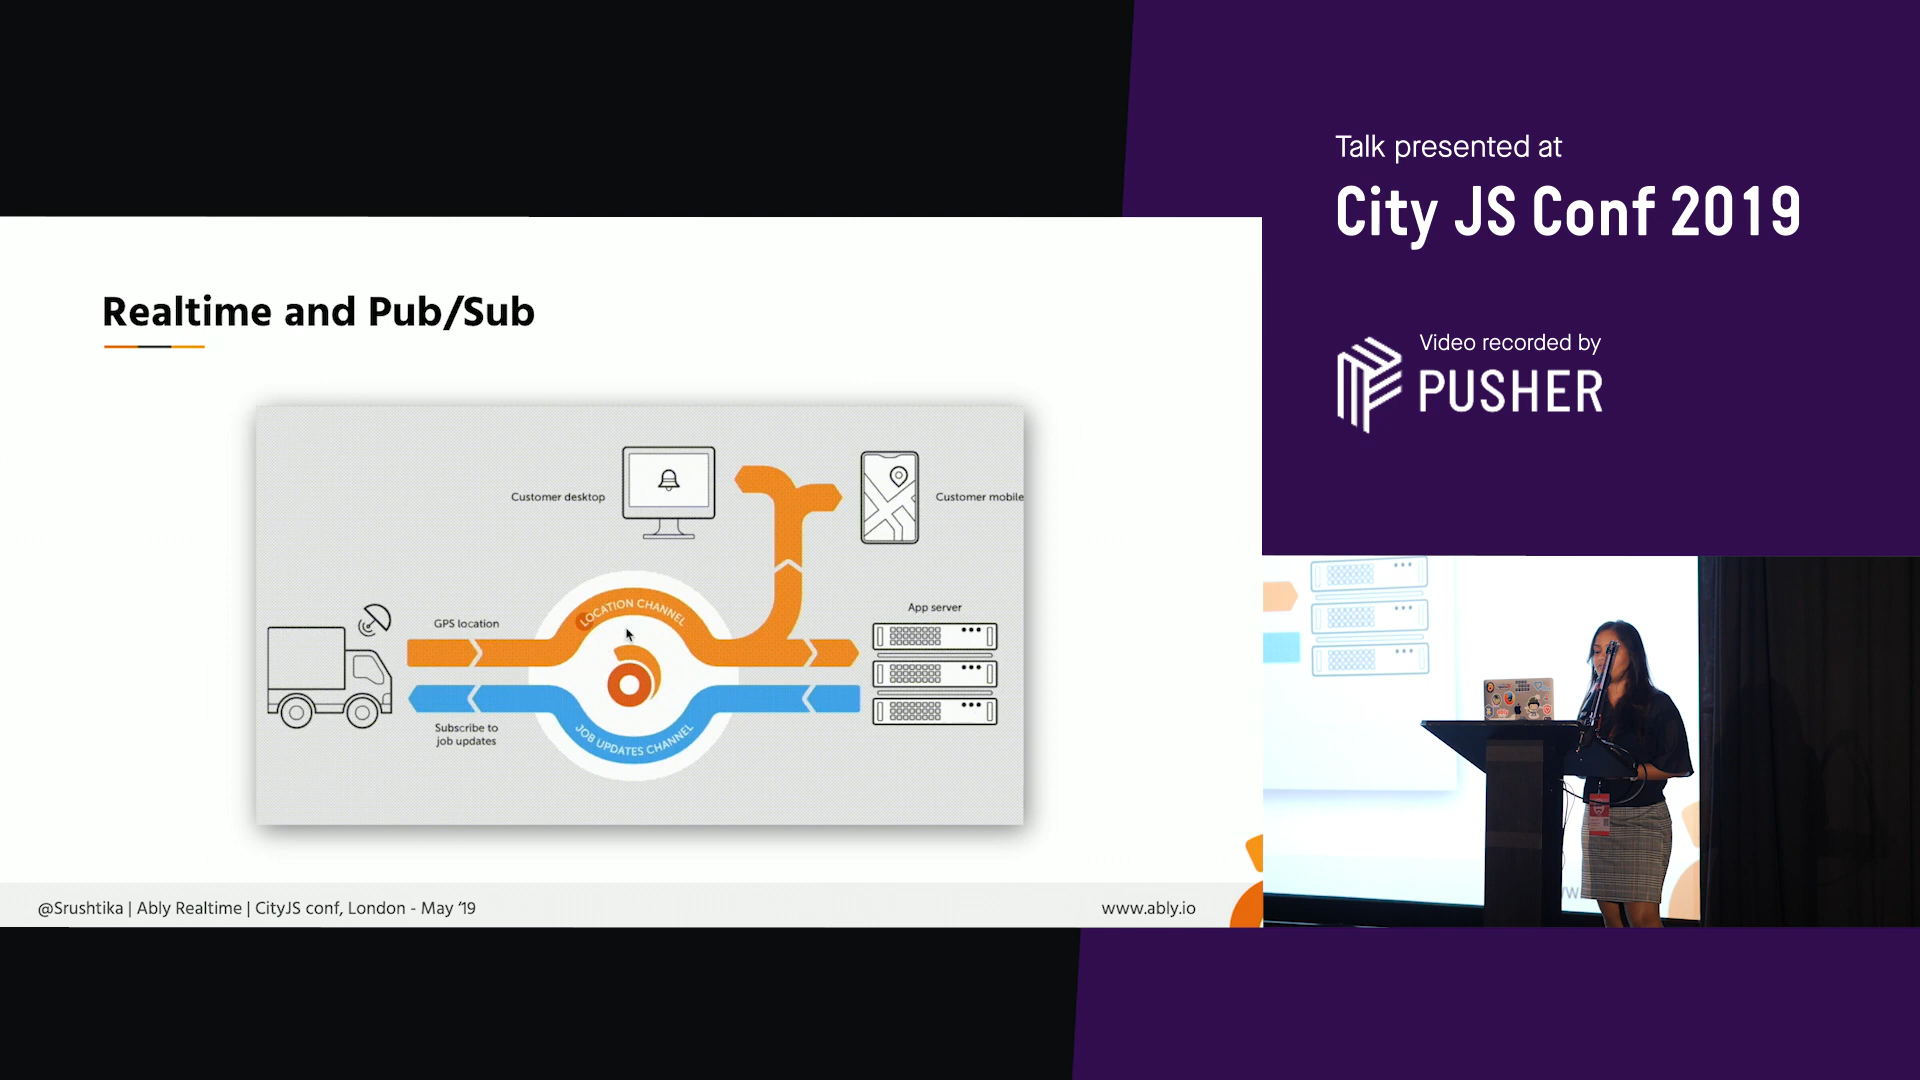 Talk presented at
City JS Conf 2019
Video recorded by
PUSHER
Realtime and Pub/Sub
Customer desktop
Customer mobile
LOCATION CHANNEL
GPS location
App server
Subscribe to
job updates
JOB UPDATES CHANNEL
@Srushtika | Ably Realtime | CityJS conf, London - May '19
www.ably.io